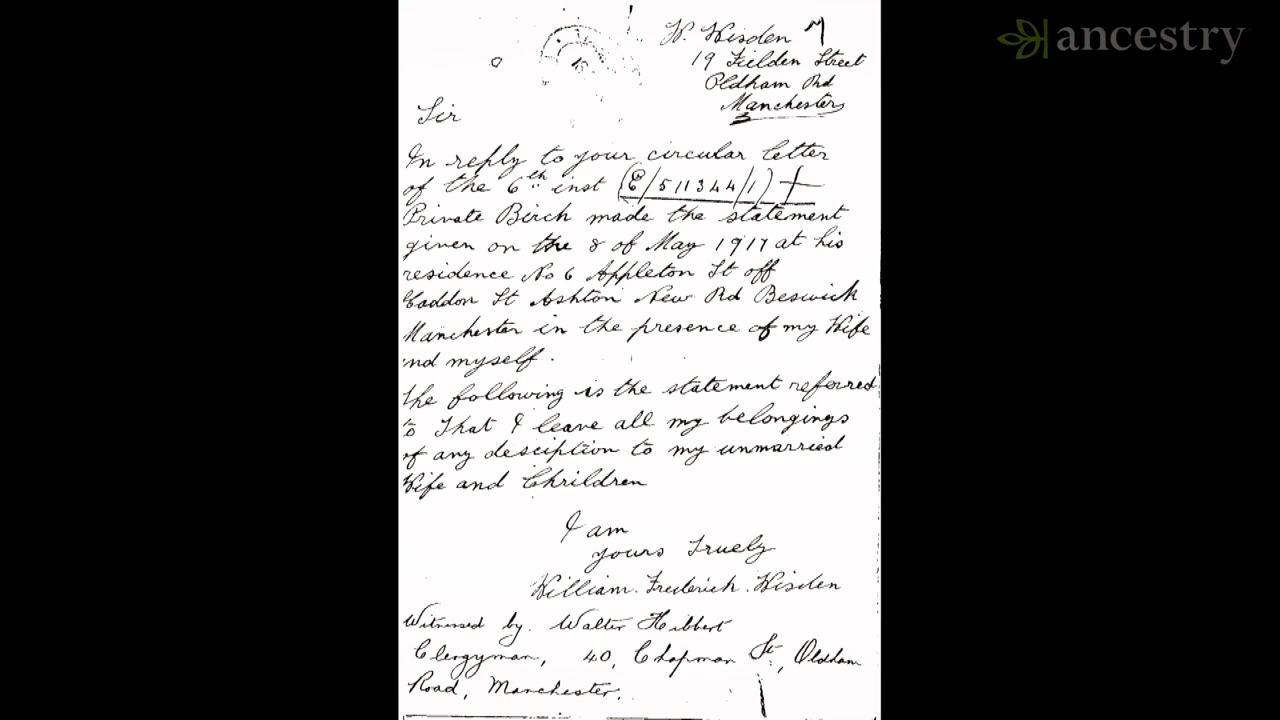 ancestry
W. Wisden
19 Fielden Street
Oldham Rd
Manchester
Sir
In reply to your circular letter
of the 6th inst (E/511344/1)
Private Birch made the statement
given on the 8 of May 1917 at his
residence No 6 Appleton St off
Caddon St Ashton New Rd Beswick
Manchester in the presence of my Wife
and myself.
The following is the statement referred
to That I leave all my belongings
of any desciption to my unmarried
Wife and Chrildren
I am
yours Truely
William. Frederick. Wisden
Witnessed by. Walter Hibbert
Clergyman, 40, Chapman St, Oldham
Road, Manchester.